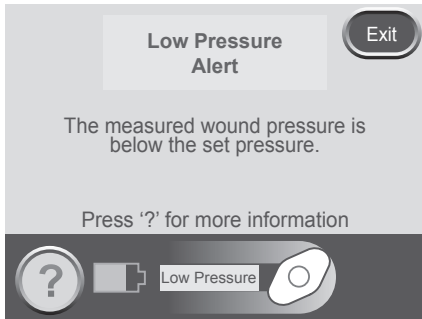 Low Pressure
Alert
Exit
The measured wound pressure is
below the set pressure.
Press ‘?’ for more information
?
Low Pressure